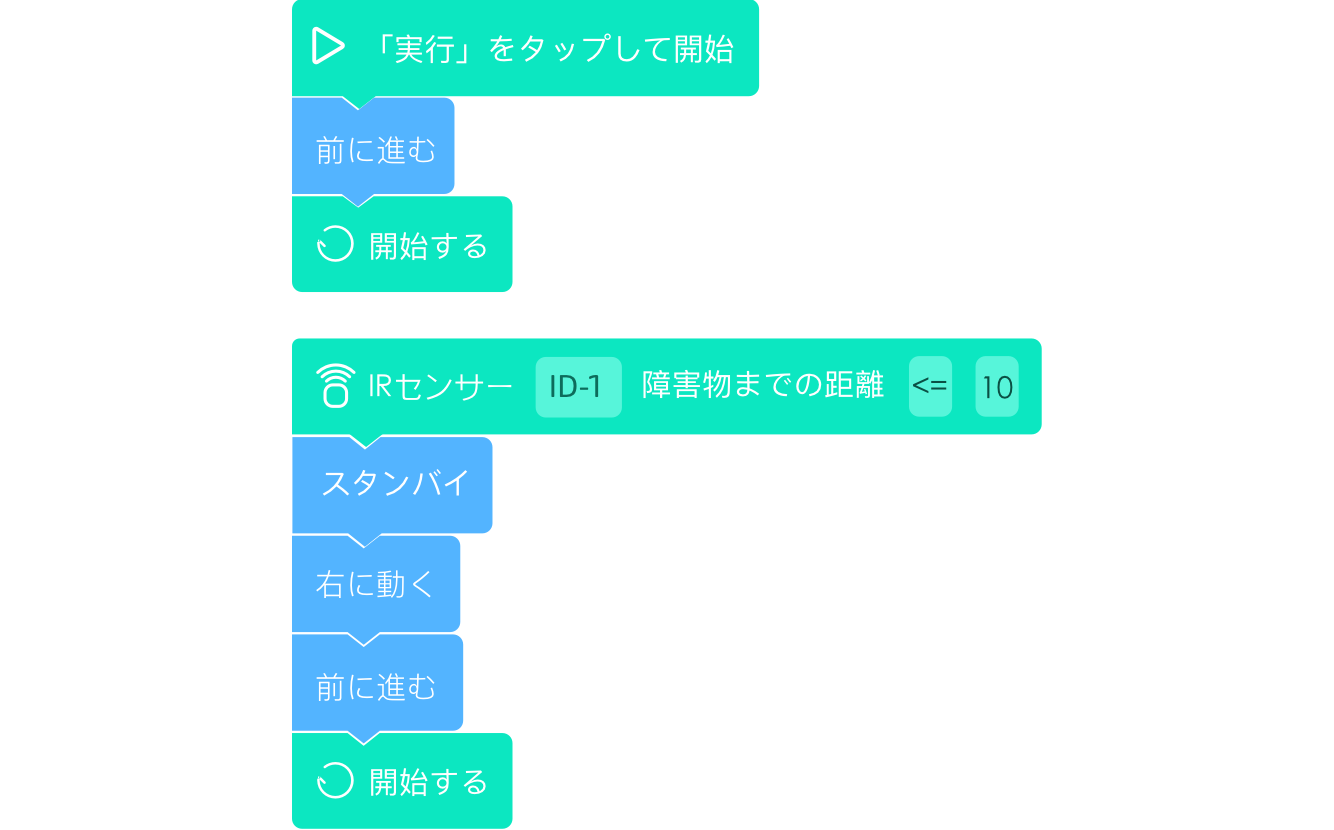 「実行」をタップして開始
前に進む
開始する
IRセンサー ID-1 障害物までの距離 <= 10
スタンバイ
右に動く
前に進む
開始する